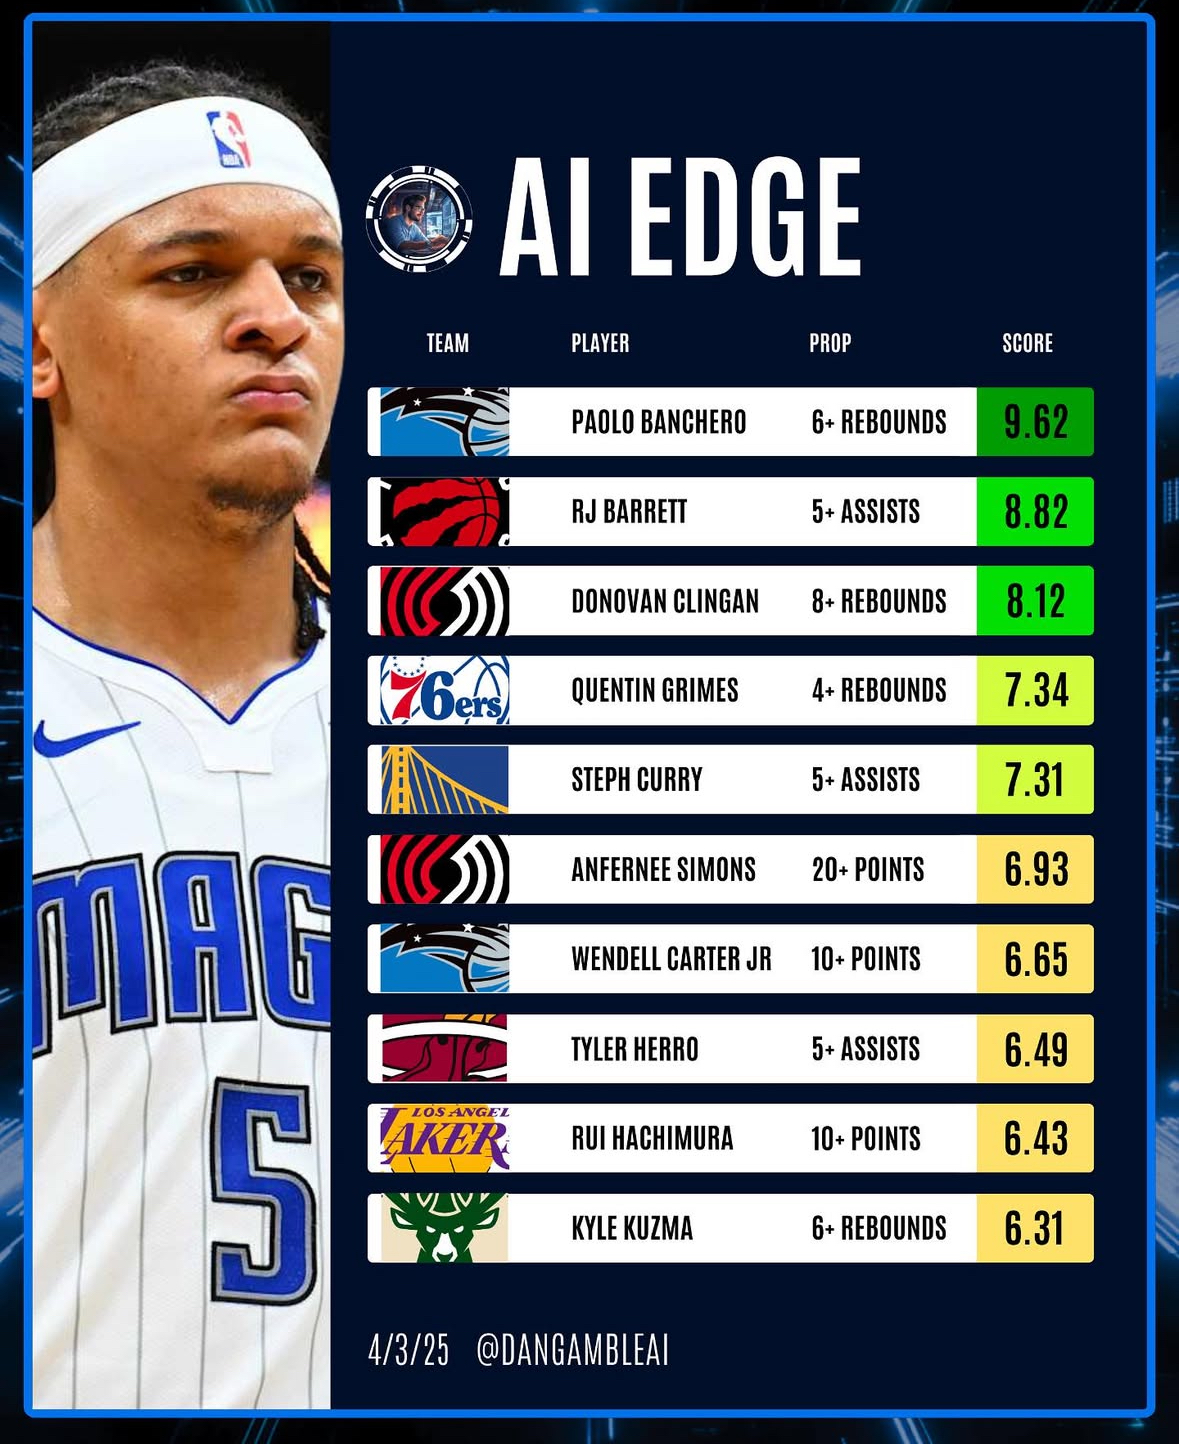 NBA
MAG
5
AI EDGE
TEAM PLAYER PROP SCORE
PAOLO BANCHERO 6+ REBOUNDS 9.62
RJ BARRETT 5+ ASSISTS 8.82
DONOVAN CLINGAN 8+ REBOUNDS 8.12
76ers QUENTIN GRIMES 4+ REBOUNDS 7.34
STEPH CURRY 5+ ASSISTS 7.31
ANFERNEE SIMONS 20+ POINTS 6.93
WENDELL CARTER JR 10+ POINTS 6.65
TYLER HERRO 5+ ASSISTS 6.49
LOS ANGEL
LAKER RUI HACHIMURA 10+ POINTS 6.43
KYLE KUZMA 6+ REBOUNDS 6.31
4/3/25 @DANGAMBLEAI